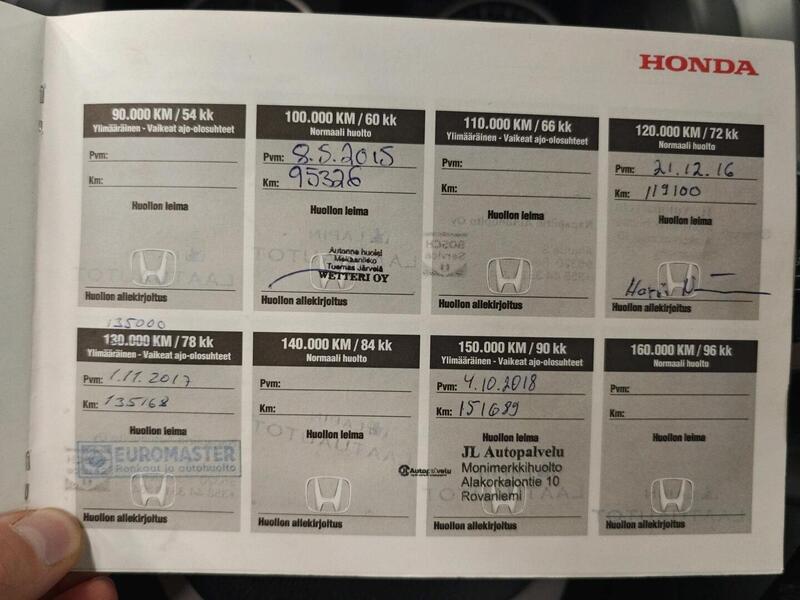 HONDA
90.000 KM / 54 kk
Ylimääräinen - Vaikeat ajo-olosuhteet
Pvm:
Km:
Huollon leima
Huollon allekirjoitus
100.000 KM / 60 kk
Normaali huolto
Pvm: 8.5.2015
Km: 95326
Huollon leima
Autonne huolsi
Mekaanikko
Tuomas Järvelä
WETTERI OY
Huollon allekirjoitus
110.000 KM / 66 kk
Ylimääräinen - Vaikeat ajo-olosuhteet
Pvm:
Km:
Huollon leima
Huollon allekirjoitus
120.000 KM / 72 kk
Normaali huolto
Pvm: 21.12.16
Km: 119100
Huollon leima
Huollon allekirjoitus
135000
130.000 KM / 78 kk
Ylimääräinen - Vaikeat ajo-olosuhteet
Pvm: 1.11.2017
Km: 135168
Huollon leima
EUROMASTER
Renkaat ja autohuolto
Huollon allekirjoitus
140.000 KM / 84 kk
Normaali huolto
Pvm:
Km:
Huollon leima
Huollon allekirjoitus
150.000 KM / 90 kk
Ylimääräinen - Vaikeat ajo-olosuhteet
Pvm: 4.10.2018
Km: 151689
Huollon leima
Autopalvelu
JL Autopalvelu
Monimerkkihuolto
Alakorkalontie 10
Rovaniemi
Huollon allekirjoitus
160.000 KM / 96 kk
Normaali huolto
Pvm:
Km:
Huollon leima
Huollon allekirjoitus